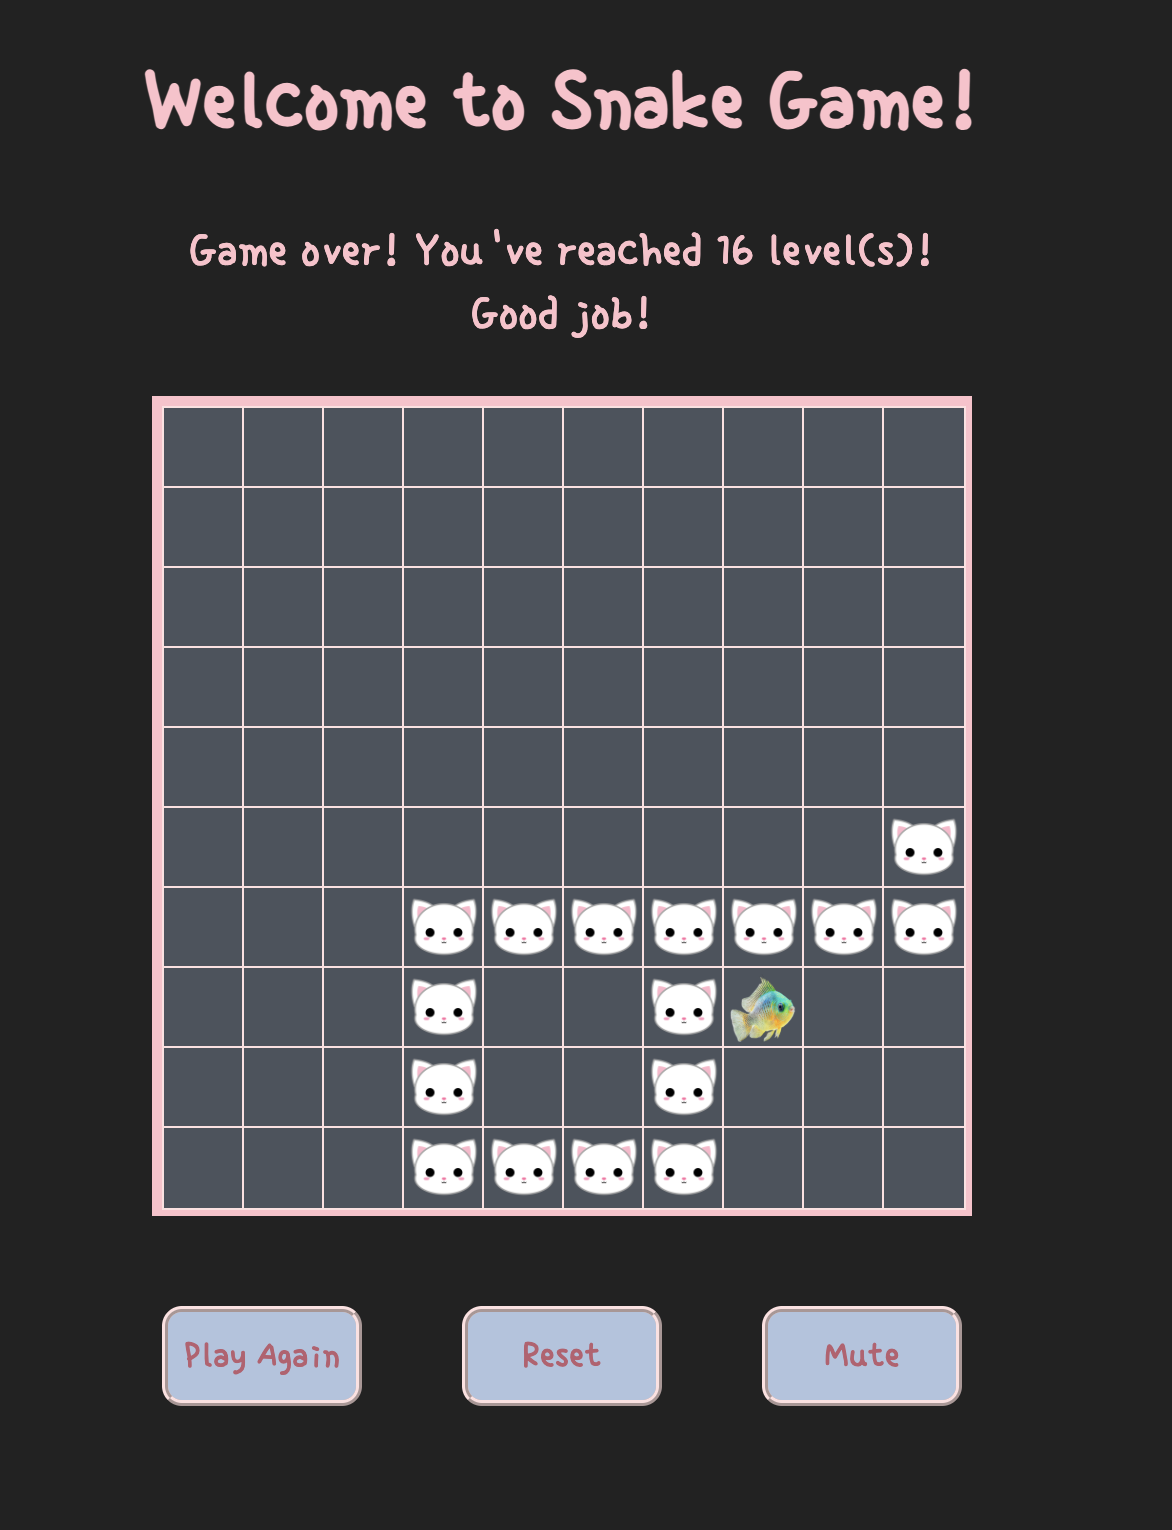 Welcome to Snake Game!
Game over! You've reached 16 level(s)!
Good job!
Play Again
Reset
Mute